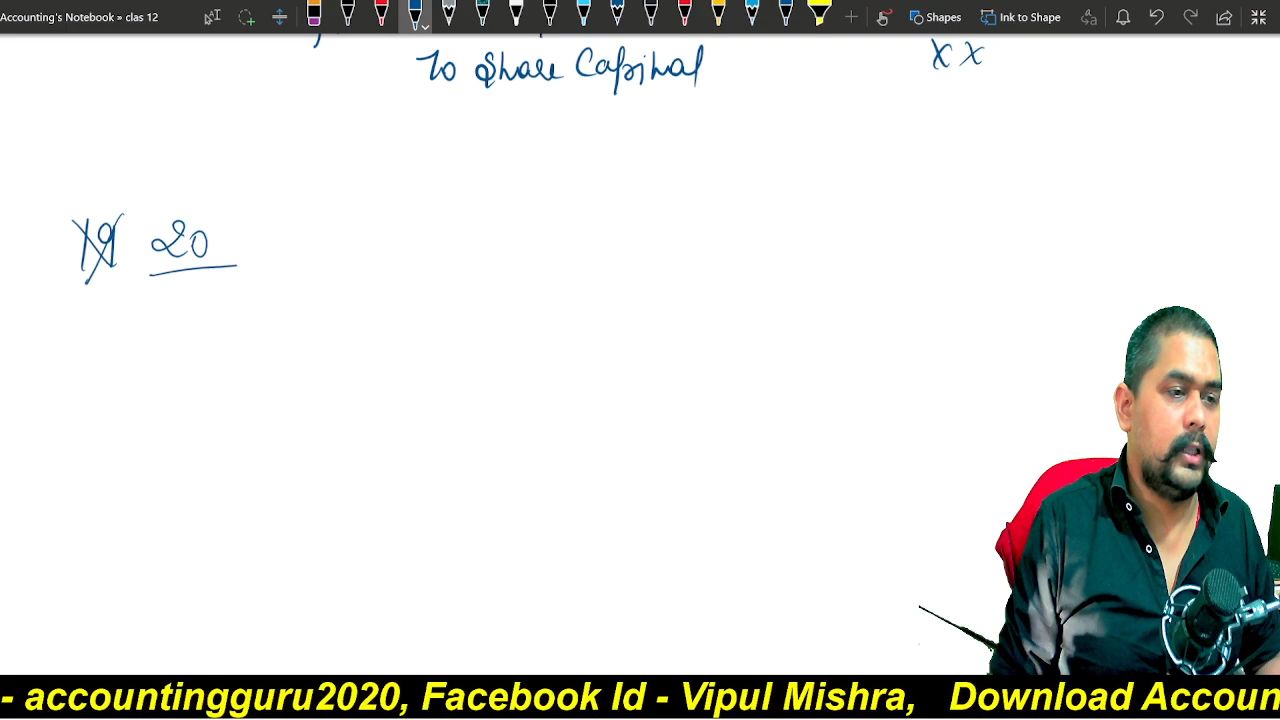 Accounting's Notebook » clas 12
Shapes
Ink to Shape
To Share Capital
X X
19 20
- accountingguru2020, Facebook Id - Vipul Mishra, Download Accoun